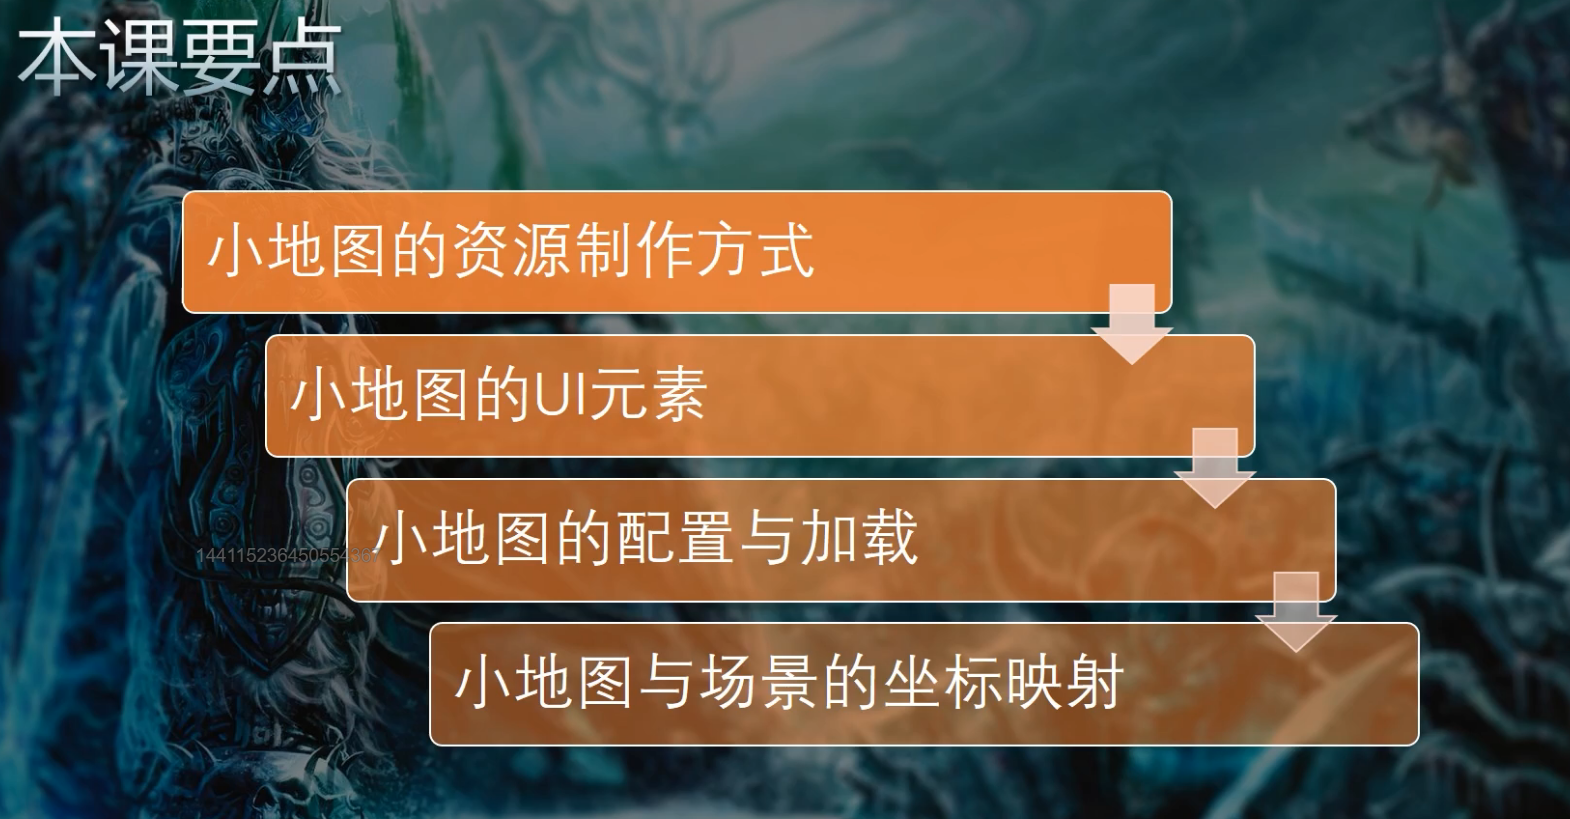 本课要点
小地图的资源制作方式
小地图的UI元素
小地图的配置与加载
小地图与场景的坐标映射